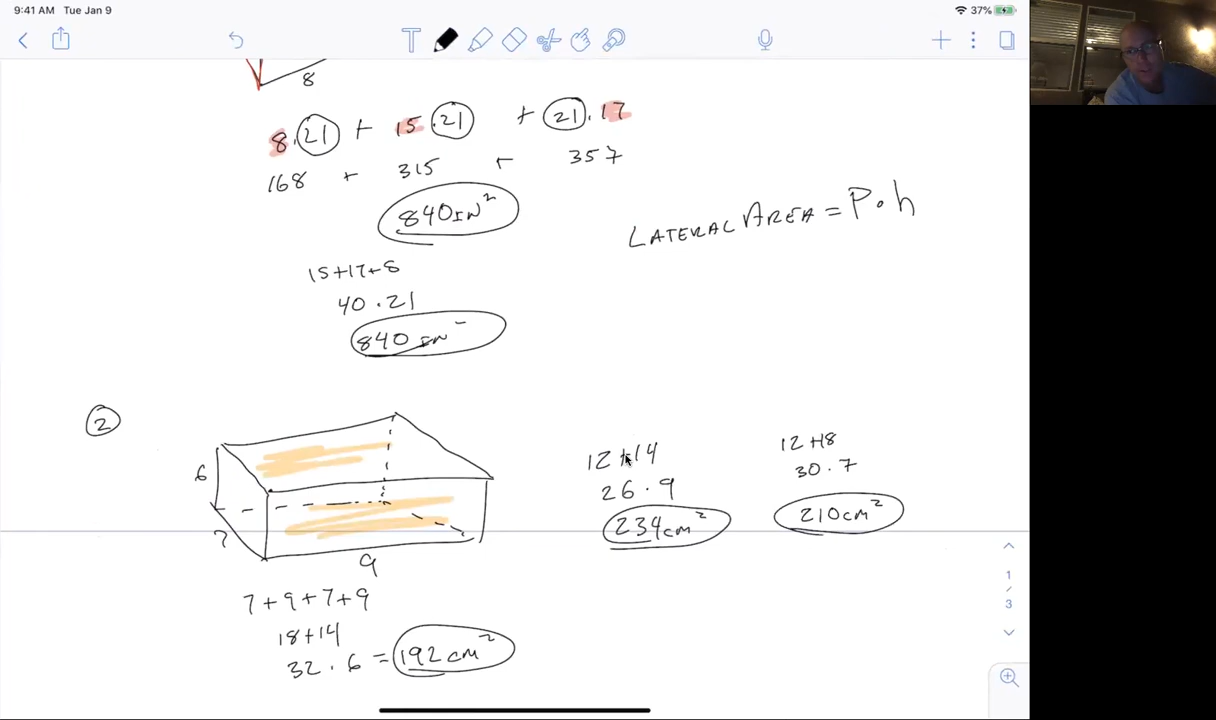 9:41 AM Tue Jan 9
37%
T
8
8.21 + 15.21 + 21.17
168 + 315 + 357
840 IN²
LATERAL AREA = P•h
15+17+8
40.21
840 IN²
2
6
7
9
12+14
26.9
234 cm²
12+18
30.7
210 cm²
7+9+7+9
18+14
32.6 = 192 cm²
1
/
3